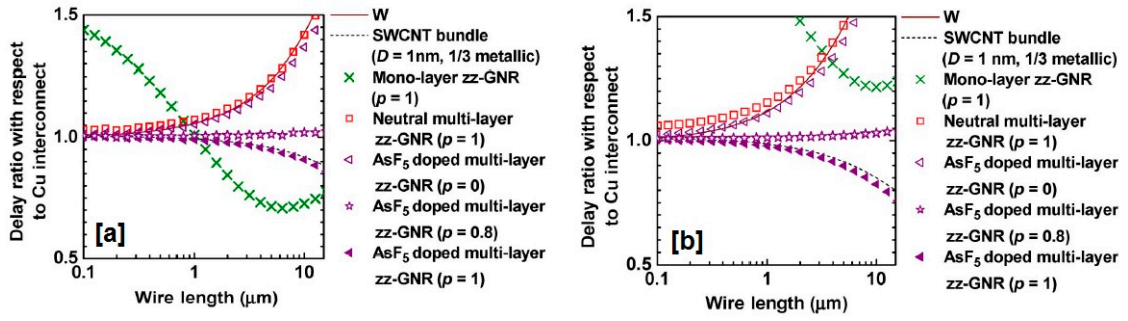 Delay ratio with respect
to Cu interconnect
1.5
1.0
0.5
0.1
1
10
Wire length (μm)
[a]
W
SWCNT bundle
(D = 1nm, 1/3 metallic)
Mono-layer zz-GNR
(p = 1)
Neutral multi-layer
zz-GNR (p = 1)
AsF5 doped multi-layer
zz-GNR (p = 0)
AsF5 doped multi-layer
zz-GNR (p = 0.8)
AsF5 doped multi-layer
zz-GNR (p = 1)
Delay ratio with respect
to Cu interconnect
1.5
1.0
0.5
0.1
1
10
Wire length (μm)
[b]
W
SWCNT bundle
(D = 1 nm, 1/3 metallic)
Mono-layer zz-GNR
(p = 1)
Neutral multi-layer
zz-GNR (p = 1)
AsF5 doped multi-layer
zz-GNR (p = 0)
AsF5 doped multi-layer
zz-GNR (p = 0.8)
AsF5 doped multi-layer
zz-GNR (p = 1)